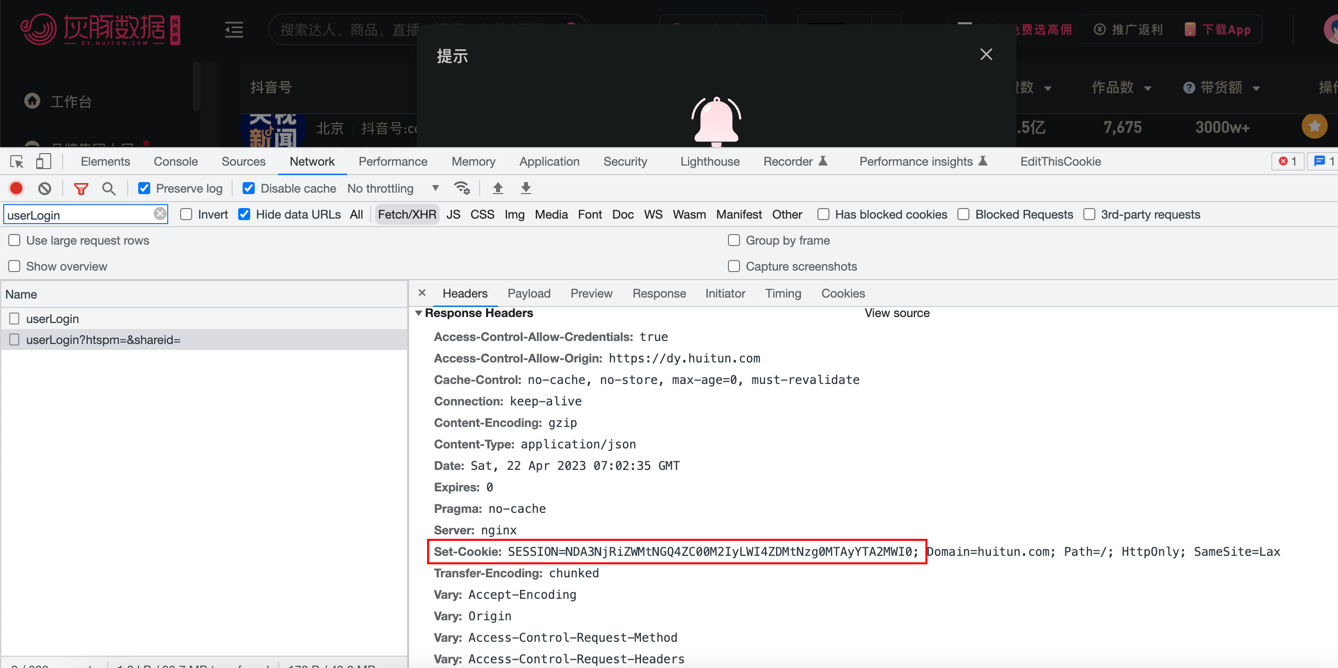 灰豚数据
DY.HUITUN.COM
搜索达人、商品、直播
免费选高佣
推广返利
下载App
提示
工作台
抖音号
作品数
带货额
北京
.5亿
7,675
3000w+
Elements Console Sources Network Performance Memory Application Security Lighthouse Recorder Performance insights EditThisCookie 1 1
Preserve log Disable cache No throttling
userLogin Invert Hide data URLs All Fetch/XHR JS CSS Img Media Font Doc WS Wasm Manifest Other Has blocked cookies Blocked Requests 3rd-party requests
Use large request rows Group by frame
Show overview Capture screenshots
Name
× Headers Payload Preview Response Initiator Timing Cookies
userLogin
userLogin?htspm=&shareid=
Response Headers View source
Access-Control-Allow-Credentials: true
Access-Control-Allow-Origin: https://dy.huitun.com
Cache-Control: no-cache, no-store, max-age=0, must-revalidate
Connection: keep-alive
Content-Encoding: gzip
Content-Type: application/json
Date: Sat, 22 Apr 2023 07:02:35 GMT
Expires: 0
Pragma: no-cache
Server: nginx
Set-Cookie: SESSION=NDA3NjRiZWMtNGQ4ZC00M2IyLWI4ZDMtNzg0MTAyYTA2MWI0; Domain=huitun.com; Path=/; HttpOnly; SameSite=Lax
Transfer-Encoding: chunked
Vary: Accept-Encoding
Vary: Origin
Vary: Access-Control-Request-Method
Vary: Access-Control-Request-Headers